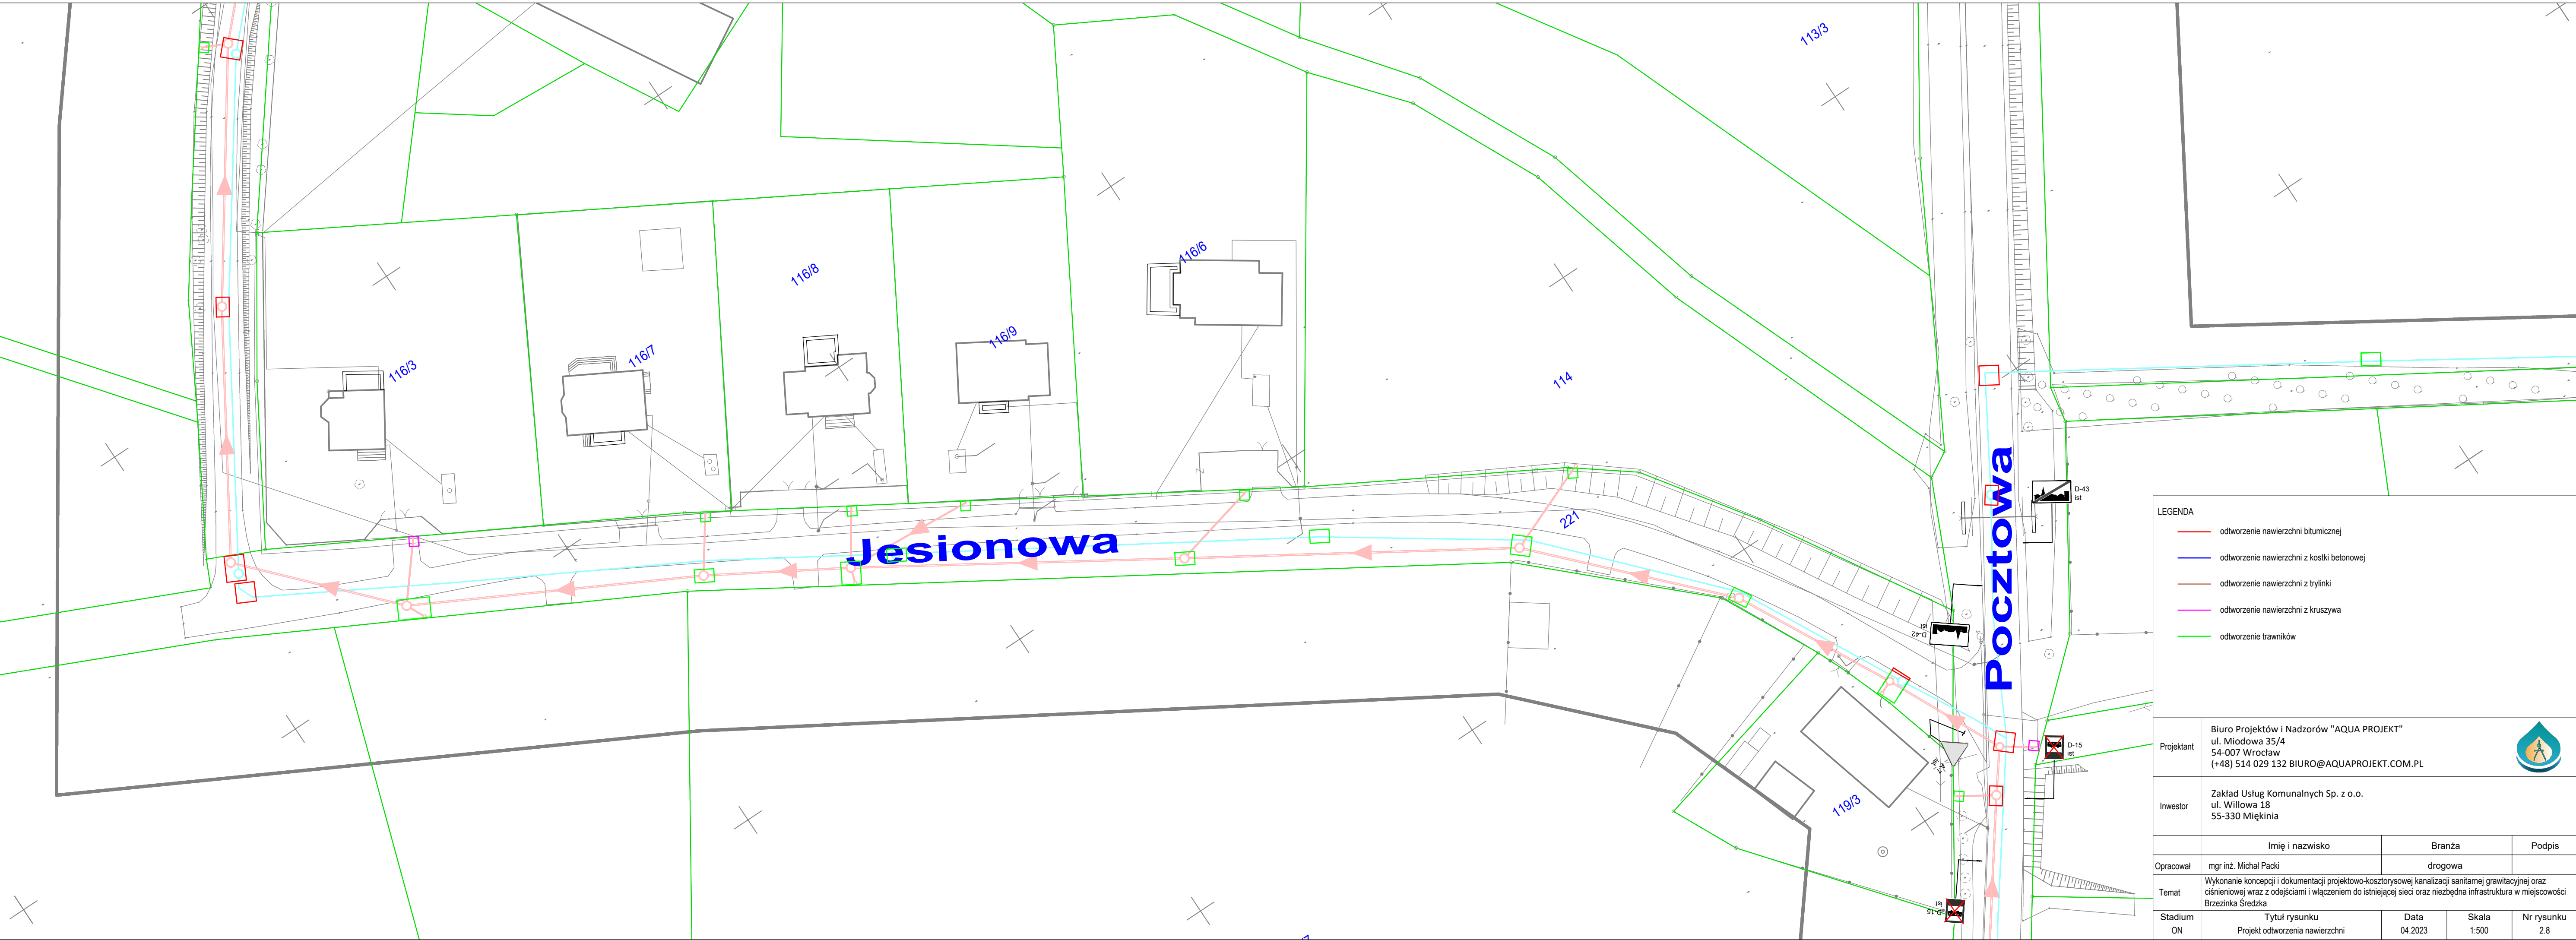 113/3
116/6
116/8
116/9
116/7
116/3
114
221
119/3
Jesionowa
Pocztowa
D-43
ist
D-42
ist
D-15
ist
A-7
ist
D-15
ist
LEGENDA
odtworzenie nawierzchni bitumicznej
odtworzenie nawierzchni z kostki betonowej
odtworzenie nawierzchni z trylinki
odtworzenie nawierzchni z kruszywa
odtworzenie trawników
Projektant
Biuro Projektów i Nadzorów "AQUA PROJEKT"
ul. Miodowa 35/4
54-007 Wrocław
(+48) 514 029 132 BIURO@AQUAPROJEKT.COM.PL
Inwestor
Zakład Usług Komunalnych Sp. z o.o.
ul. Willowa 18
55-330 Miękinia
Imię i nazwisko Branża Podpis
Opracował mgr inż. Michał Packi drogowa
Temat
Wykonanie koncepcji i dokumentacji projektowo-kosztorysowej kanalizacji sanitarnej grawitacyjnej oraz
ciśnieniowej wraz z odejściami i włączeniem do istniejącej sieci oraz niezbędna infrastruktura w miejscowości
Brzezinka Średzka
Stadium Tytuł rysunku Data Skala Nr rysunku
ON Projekt odtworzenia nawierzchni 04.2023 1:500 2.8